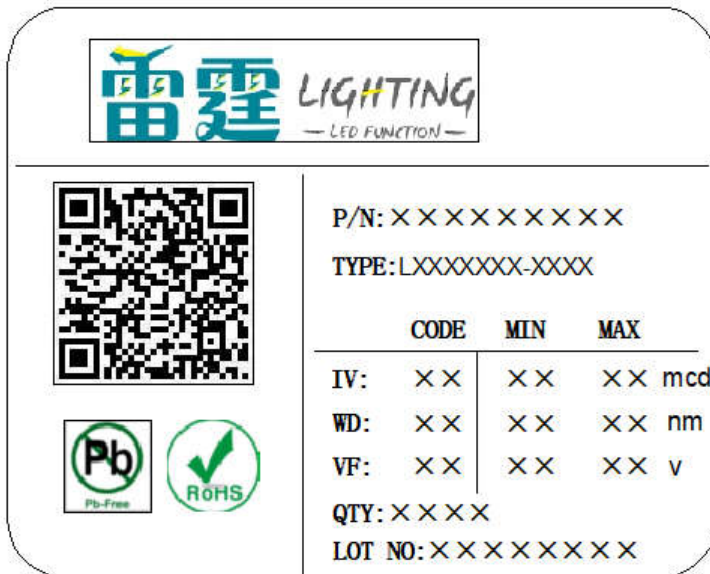 雷霆 LIGHTING
— LED FUNCTION —
P/N:×××××××××
TYPE:LXXXXXXX-XXXX
CODE MIN MAX
IV: ×× ×× ×× mcd
WD: ×× ×× ×× nm
VF: ×× ×× ×× v
QTY:××××
LOT NO:××××××××
Pb
Pb-Free
RoHS